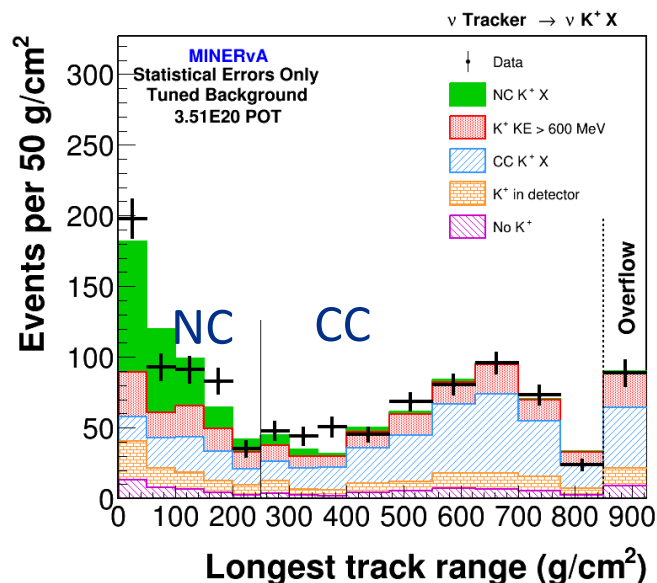 ν Tracker → ν K⁺ X
MINERνA
Statistical Errors Only
Tuned Background
3.51E20 POT
Data
NC K⁺ X
K⁺ KE > 600 MeV
CC K⁺ X
K⁺ in detector
No K⁺
NC
CC
Overflow
Events per 50 g/cm²
300
250
200
150
100
50
0
0 100 200 300 400 500 600 700 800 900
Longest track range (g/cm²)